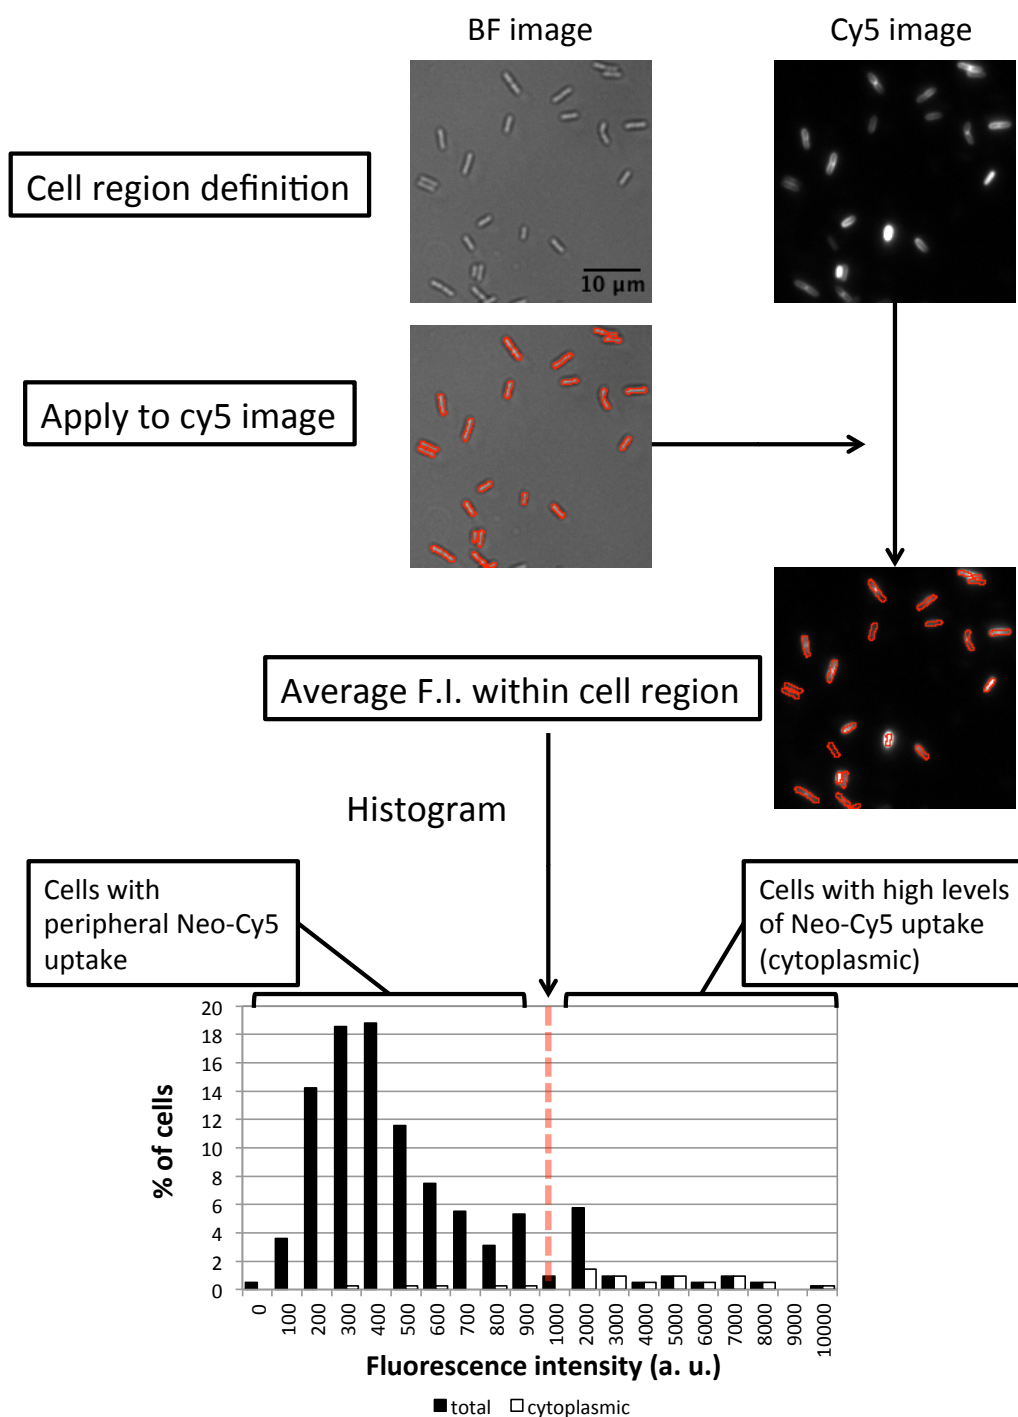 BF image
Cy5 image
Cell region definition
10 µm
Apply to cy5 image
Average F.I. within cell region
Histogram
Cells with
peripheral Neo-Cy5
uptake
Cells with high levels
of Neo-Cy5 uptake
(cytoplasmic)
20
18
16
14
12
10
8
6
4
2
0
% of cells
0
100
200
300
400
500
600
700
800
900
1000
2000
3000
4000
5000
6000
7000
8000
9000
10000
Fluorescence intensity (a. u.)
total
cytoplasmic